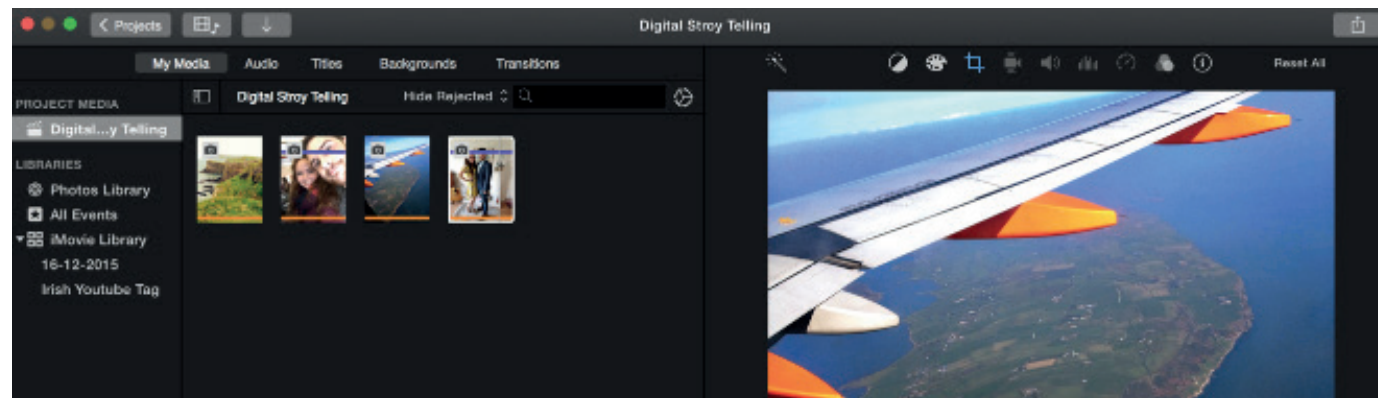 Projects
Digital Stroy Telling
My Media Audio Titles Backgrounds Transitions
Reset All
PROJECT MEDIA
Digital Stroy Telling Hide Rejected
Digital...y Telling
LIBRARIES
Photos Library
All Events
iMovie Library
16-12-2015
Irish Youtube Tag